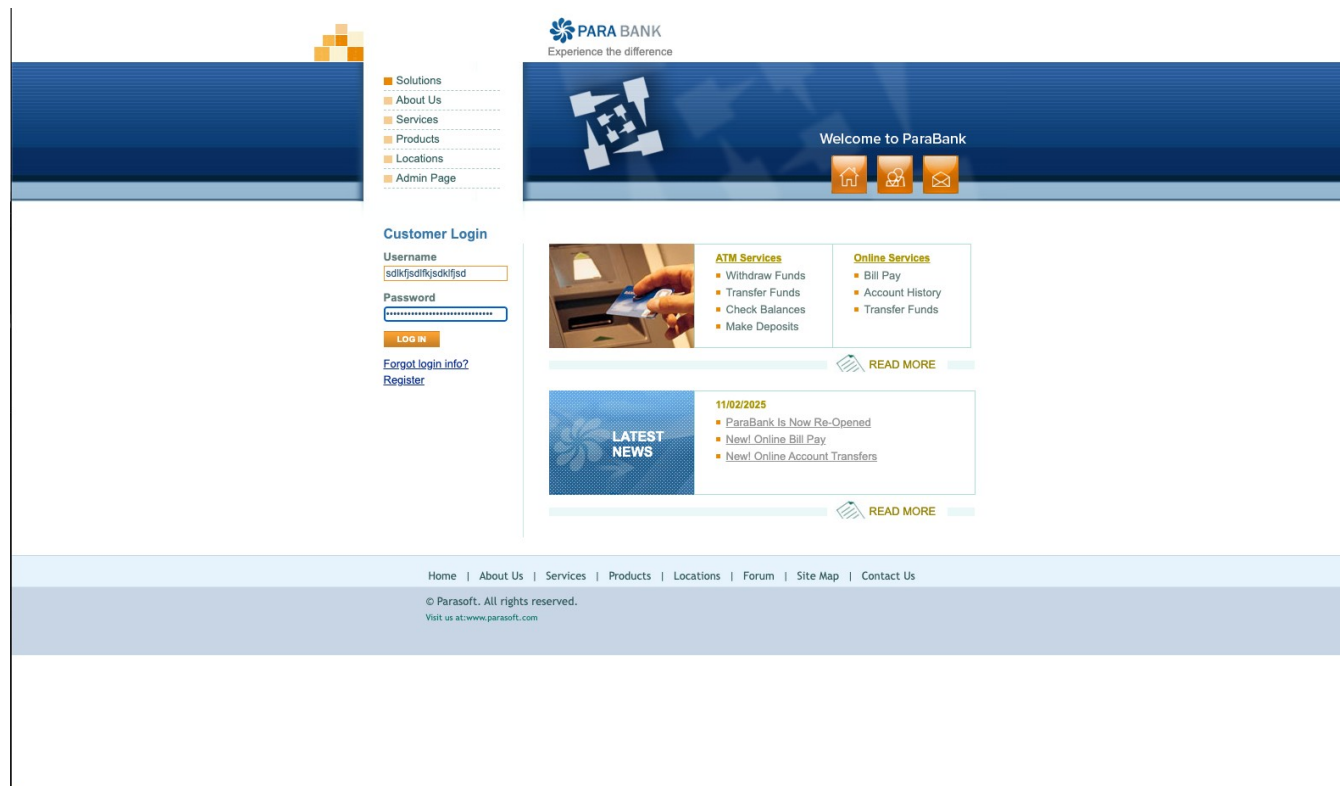 PARA BANK
Experience the difference
Solutions
About Us
Services
Products
Locations
Admin Page
Welcome to ParaBank
Customer Login
Username
sdlkfjsdlfkjsdklfjsd
Password
••••••••••••••••••••••••••••••
LOG IN
Forgot login info?
Register
ATM Services
Withdraw Funds
Transfer Funds
Check Balances
Make Deposits
Online Services
Bill Pay
Account History
Transfer Funds
READ MORE
LATEST
NEWS
11/02/2025
ParaBank Is Now Re-Opened
New! Online Bill Pay
New! Online Account Transfers
READ MORE
Home | About Us | Services | Products | Locations | Forum | Site Map | Contact Us
© Parasoft. All rights reserved.
Visit us at:www.parasoft.com